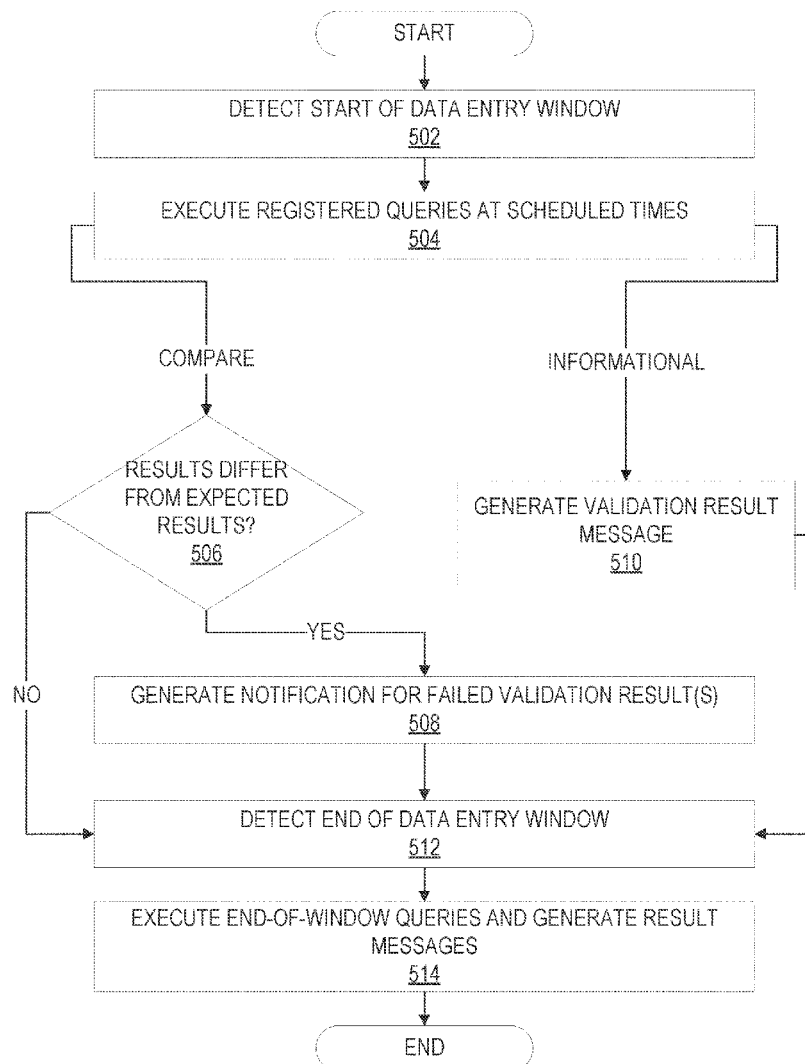 START
DETECT START OF DATA ENTRY WINDOW
502
EXECUTE REGISTERED QUERIES AT SCHEDULED TIMES
504
COMPARE
INFORMATIONAL
RESULTS DIFFER
FROM EXPECTED
RESULTS?
506
GENERATE VALIDATION RESULT
MESSAGE
510
YES
NO
GENERATE NOTIFICATION FOR FAILED VALIDATION RESULT(S)
508
DETECT END OF DATA ENTRY WINDOW
512
EXECUTE END-OF-WINDOW QUERIES AND GENERATE RESULT
MESSAGES
514
END